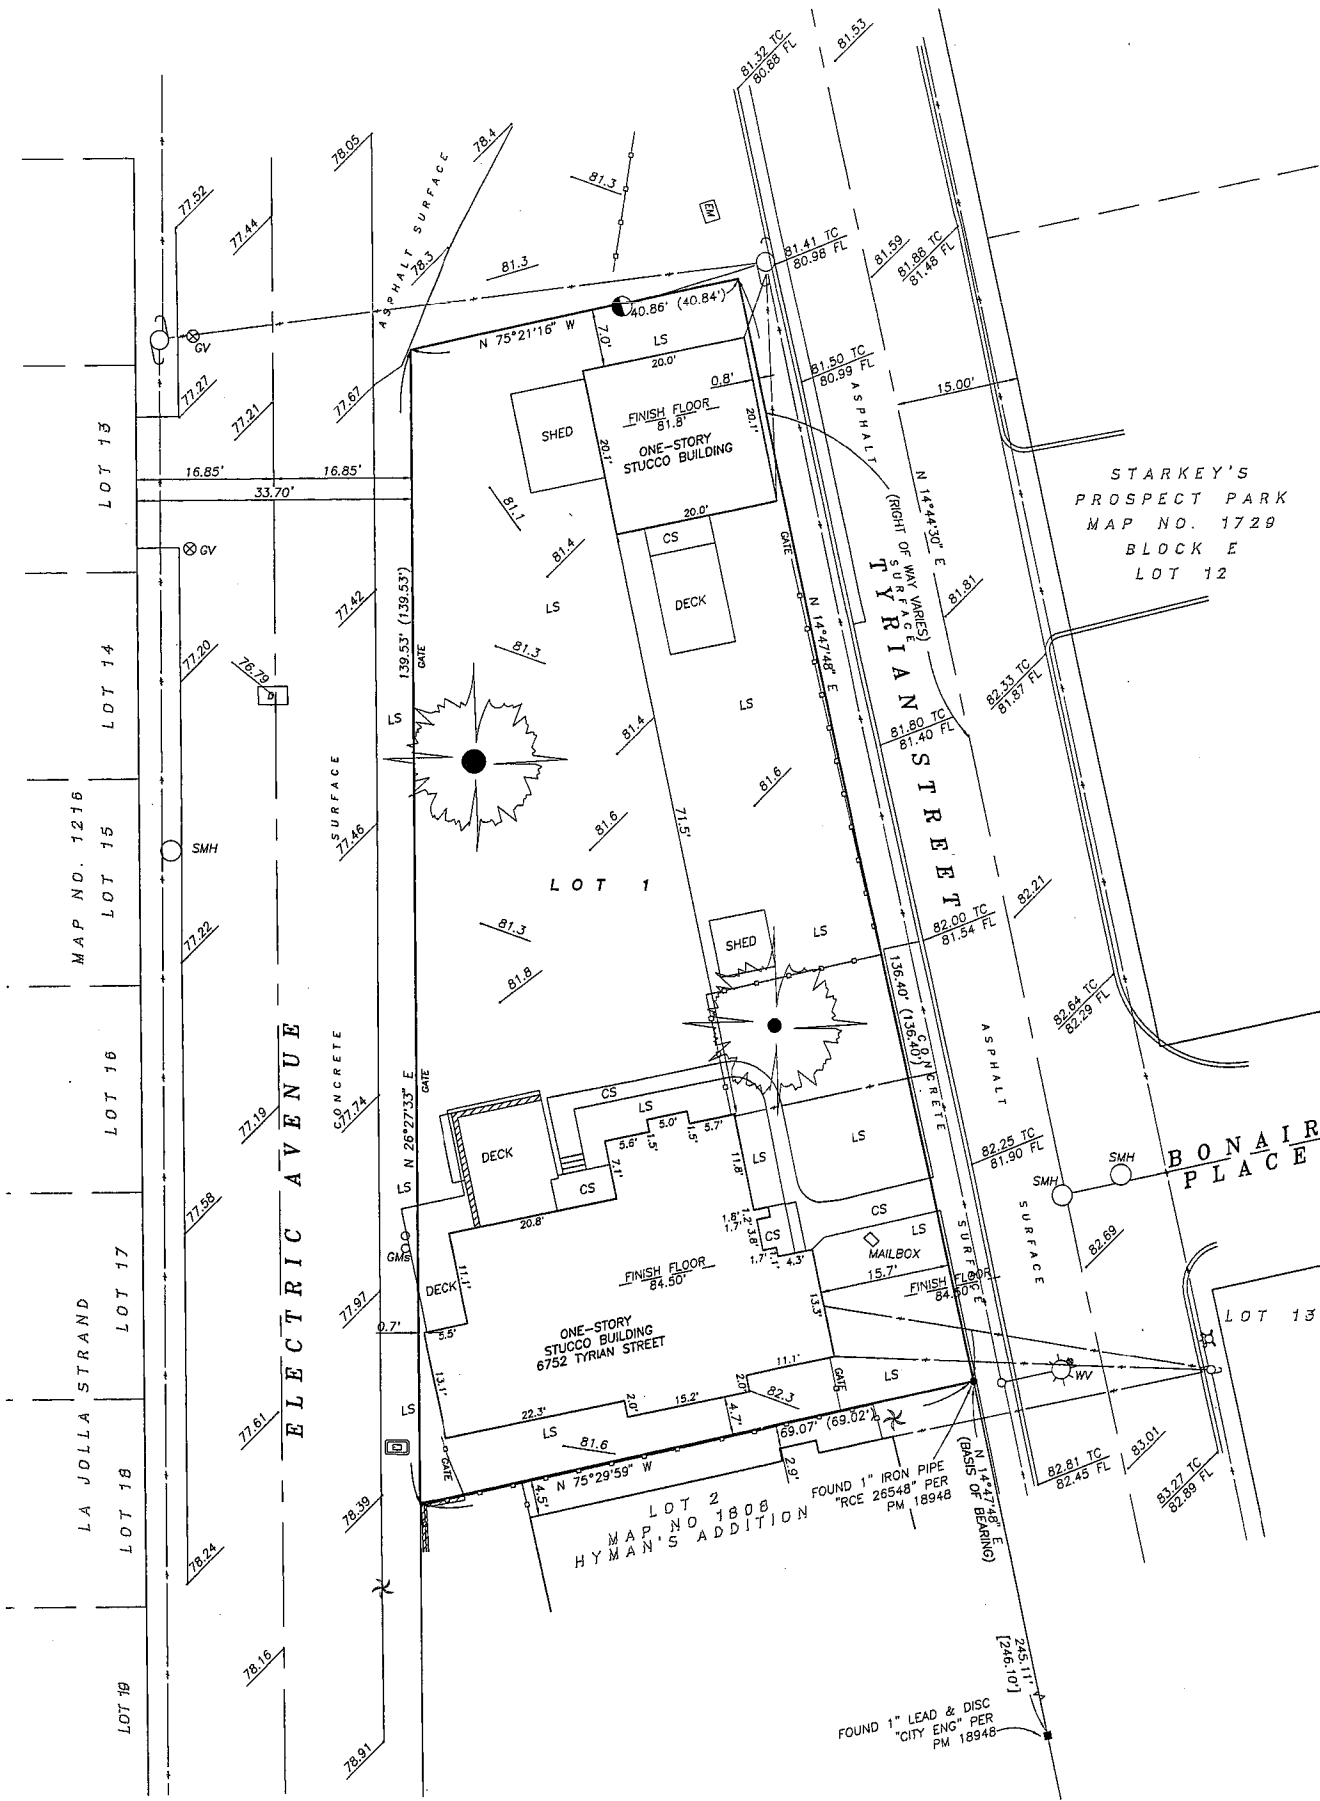 81.32 TC
80.88 FL
81.53
78.05
78.4
77.52
77.44
ASPHALT SURFACE
78.3
81.3
81.3
EM
81.41 TC
80.98 FL
81.59
81.86 TC
81.48 FL
GV
N 75°21'16" W
40.86' (40.84')
7.0'
LS
20.0'
0.8'
81.50 TC
80.99 FL
15.00'
77.27
77.21
77.67
SHED
FINISH FLOOR
81.8'
ONE-STORY
STUCCO BUILDING
20.1'
20.1'
20.0'
ASPHALT
SURFACE
LOT 13
16.85'
16.85'
33.70'
GV
81.1
81.4
CS
DECK
GATE
N 14°44'30" E
(RIGHT OF WAY VARIES)
STARKEY'S
PROSPECT PARK
MAP NO. 1729
BLOCK E
LOT 12
139.53' (139.53')
77.42
LS
N 14°47'48" E
TYRIAN STREET
81.81
LOT 14
77.20
76.79
D
GATE
81.3
LS
81.4
LS
82.33 TC
81.87 FL
81.80 TC
81.40 FL
SURFACE
77.46
81.6
81.6
71.5'
MAP NO. 1216
LOT 15
SMH
LOT 1
77.22
81.3
81.8
SHED
LS
82.00 TC
81.54 FL
82.21
82.64 TC
82.29 FL
136.40' (136.40')
CONCRETE
SURFACE
ASPHALT
SURFACE
LOT 16
77.19
ELECTRIC AVENUE
CONCRETE
77.74
N 26°27'33" E
GATE
CS
LS
DECK
5.6'
1.5'
5.0'
1.5'
5.7'
7.1'
CS
11.8'
LS
LS
82.25 TC
81.90 FL
SMH
SMH
BONAIR
PLACE
LS
20.8'
1.8'
1.7'
1.2'
3.8'
CS
1.7'
1.1'
4.3'
CS
LS
MAILBOX
15.7'
82.69
LOT 17
77.58
GMs
DECK
11.1'
5.5'
FINISH FLOOR
84.50'
FINISH FLOOR
84.50'
13.3'
LOT 13
77.97
0.7'
ONE-STORY
STUCCO BUILDING
6752 TYRIAN STREET
13.1'
22.3'
2.0'
15.2'
2.0'
11.1'
82.3
4.7'
GATE
LS
WV
LA JOLLA STRAND
LOT 18
77.61
LS
LS
81.6
GATE
N 75°29'59" W
69.07' (69.02')
4.5'
2.9'
FOUND 1" IRON PIPE
"RCE 26548" PER
PM 18948
N 14°47'48" E
(BASIS OF BEARING)
82.81 TC
82.45 FL
83.01
83.27 TC
82.89 FL
78.39
78.24
LOT 2
MAP NO 1808
HYMAN'S ADDITION
78.16
LOT 19
78.91
245.11'
[246.10']
FOUND 1" LEAD & DISC
"CITY ENG" PER
PM 18948